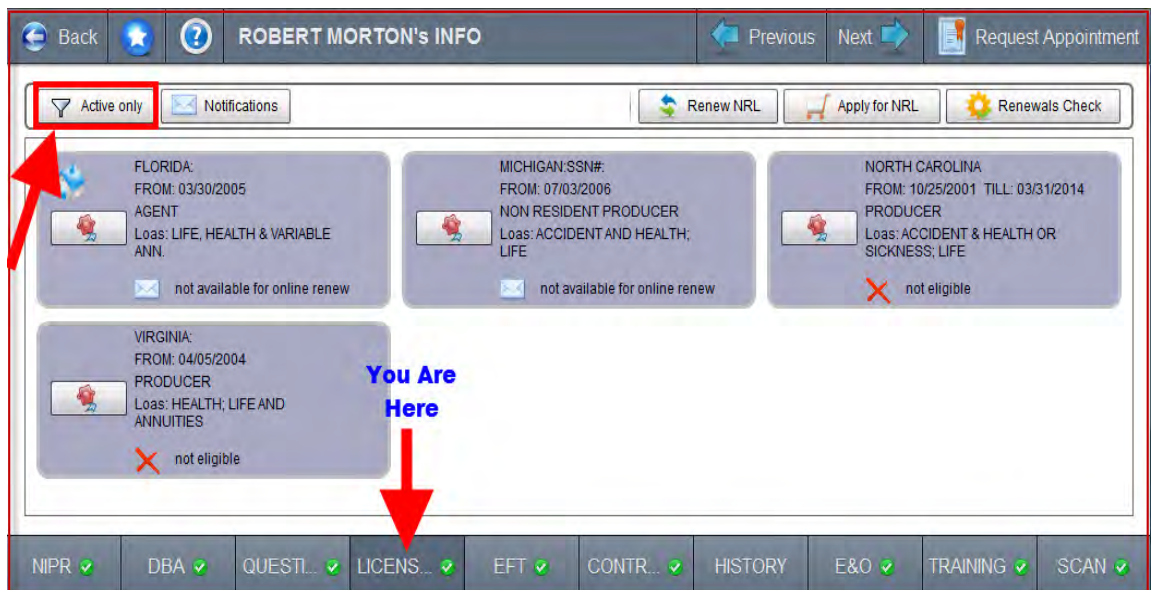 Back
ROBERT MORTON's INFO
Previous
Next
Request Appointment
Active only
Notifications
Renew NRL
Apply for NRL
Renewals Check
FLORIDA:
FROM: 03/30/2005
AGENT
Loas: LIFE, HEALTH & VARIABLE
ANN.
not available for online renew
MICHIGAN:SSN#:
FROM: 07/03/2006
NON RESIDENT PRODUCER
Loas: ACCIDENT AND HEALTH;
LIFE
not available for online renew
NORTH CAROLINA
FROM: 10/25/2001 TILL: 03/31/2014
PRODUCER
Loas: ACCIDENT & HEALTH OR
SICKNESS; LIFE
not eligible
VIRGINIA:
FROM: 04/05/2004
PRODUCER
Loas: HEALTH; LIFE AND
ANNUITIES
not eligible
You Are
Here
NIPR
DBA
QUESTI...
LICENS...
EFT
CONTR...
HISTORY
E&O
TRAINING
SCAN